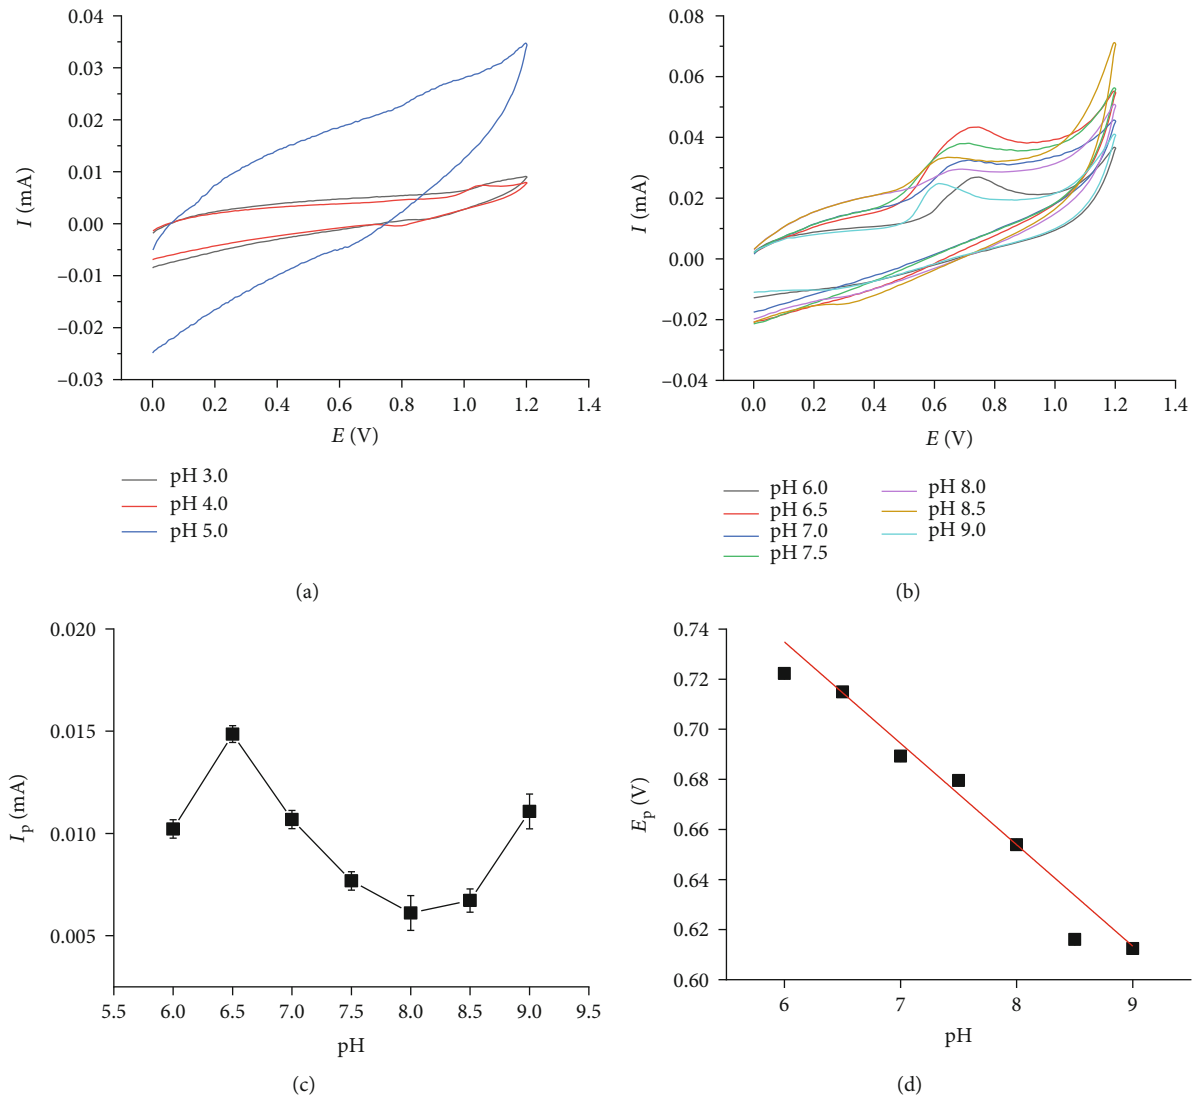 0.04
0.03
0.02
0.01
0.00
−0.01
−0.02
−0.03
I (mA)
0.0 0.2 0.4 0.6 0.8 1.0 1.2 1.4
E (V)
pH 3.0
pH 4.0
pH 5.0
(a)
0.08
0.06
0.04
0.02
0.00
−0.02
−0.04
I (mA)
0.0 0.2 0.4 0.6 0.8 1.0 1.2 1.4
E (V)
pH 6.0
pH 6.5
pH 7.0
pH 7.5
pH 8.0
pH 8.5
pH 9.0
(b)
0.020
0.015
0.010
0.005
Ip (mA)
5.5 6.0 6.5 7.0 7.5 8.0 8.5 9.0 9.5
pH
(c)
0.74
0.72
0.70
0.68
0.66
0.64
0.62
0.60
Ep (V)
6 7 8 9
pH
(d)